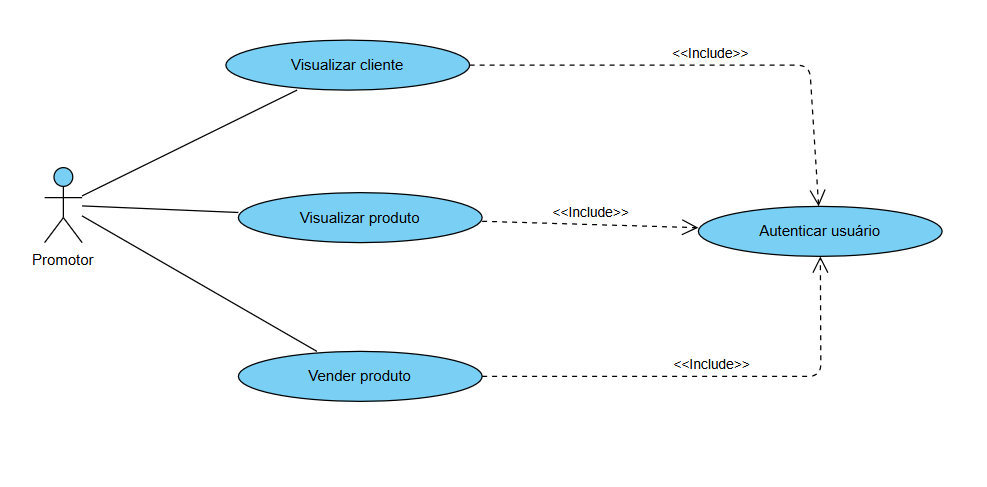 <<Include>>
Visualizar cliente
<<Include>>
Visualizar produto
Autenticar usuário
Promotor
<<Include>>
Vender produto